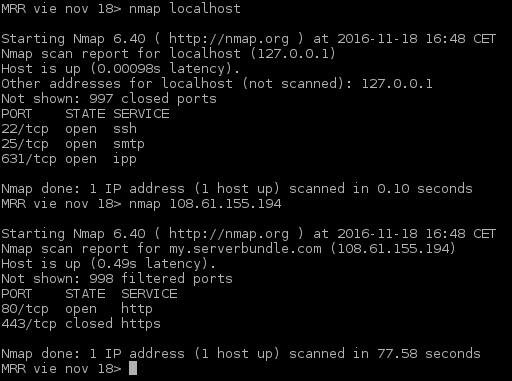 MRR vie nov 18> nmap localhost
Starting Nmap 6.40 ( http://nmap.org ) at 2016-11-18 16:48 CET
Nmap scan report for localhost (127.0.0.1)
Host is up (0.00098s latency).
Other addresses for localhost (not scanned): 127.0.0.1
Not shown: 997 closed ports
PORT    STATE SERVICE
22/tcp  open  ssh
25/tcp  open  smtp
631/tcp open  ipp
Nmap done: 1 IP address (1 host up) scanned in 0.10 seconds
MRR vie nov 18> nmap 108.61.155.194
Starting Nmap 6.40 ( http://nmap.org ) at 2016-11-18 16:48 CET
Nmap scan report for my.serverbundle.com (108.61.155.194)
Host is up (0.49s latency).
Not shown: 998 filtered ports
PORT    STATE  SERVICE
80/tcp  open   http
443/tcp closed https
Nmap done: 1 IP address (1 host up) scanned in 77.58 seconds
MRR vie nov 18>